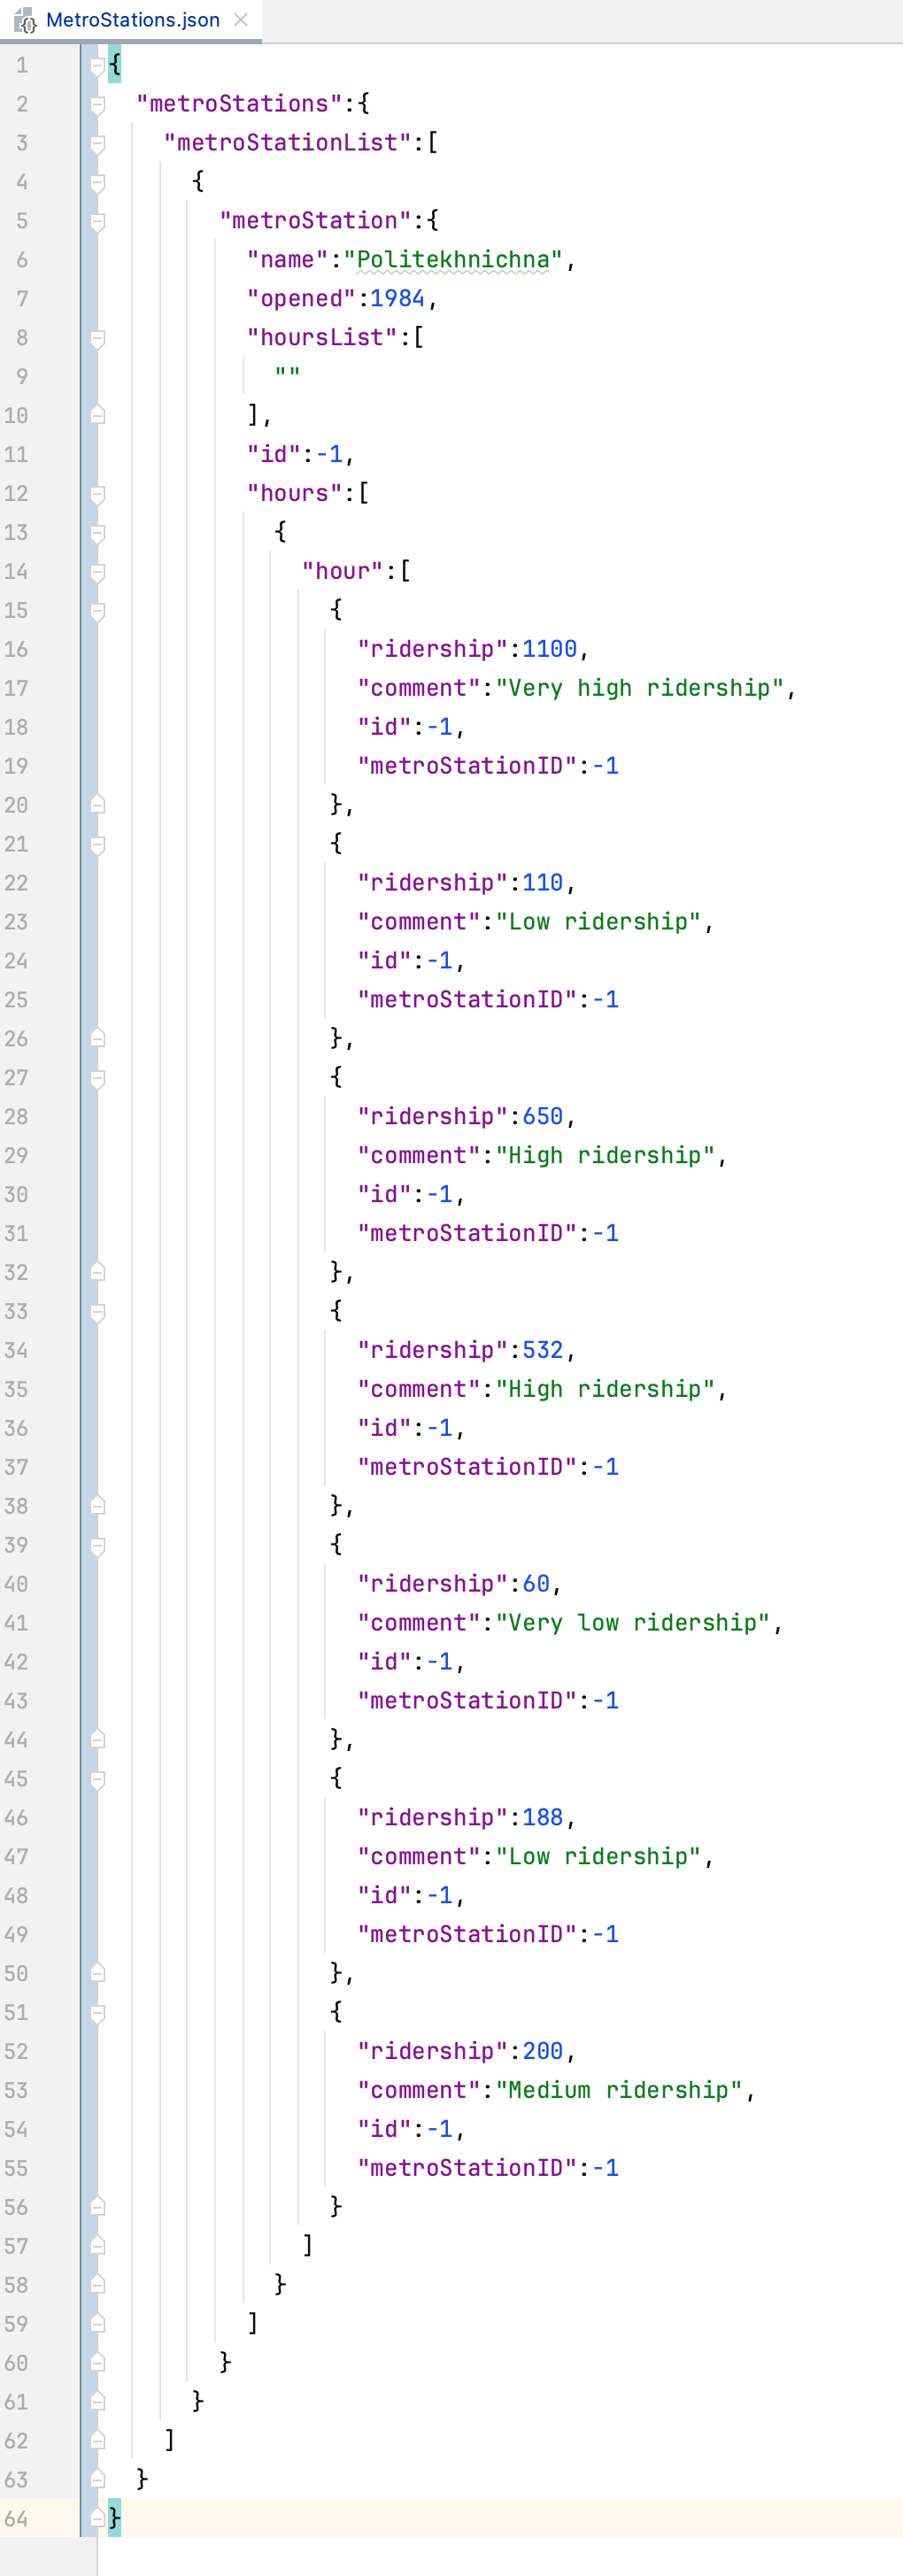 MetroStations.json
1 {
2   "metroStations":{
3     "metroStationList":[
4       {
5         "metroStation":{
6           "name":"Politekhnichna",
7           "opened":1984,
8           "hoursList":[
9             ""
10           ],
11           "id":-1,
12           "hours":[
13             {
14               "hour":[
15                 {
16                   "ridership":1100,
17                   "comment":"Very high ridership",
18                   "id":-1,
19                   "metroStationID":-1
20                 },
21                 {
22                   "ridership":110,
23                   "comment":"Low ridership",
24                   "id":-1,
25                   "metroStationID":-1
26                 },
27                 {
28                   "ridership":650,
29                   "comment":"High ridership",
30                   "id":-1,
31                   "metroStationID":-1
32                 },
33                 {
34                   "ridership":532,
35                   "comment":"High ridership",
36                   "id":-1,
37                   "metroStationID":-1
38                 },
39                 {
40                   "ridership":60,
41                   "comment":"Very low ridership",
42                   "id":-1,
43                   "metroStationID":-1
44                 },
45                 {
46                   "ridership":188,
47                   "comment":"Low ridership",
48                   "id":-1,
49                   "metroStationID":-1
50                 },
51                 {
52                   "ridership":200,
53                   "comment":"Medium ridership",
54                   "id":-1,
55                   "metroStationID":-1
56                 }
57               ]
58             }
59           ]
60         }
61       }
62     ]
63   }
64 }